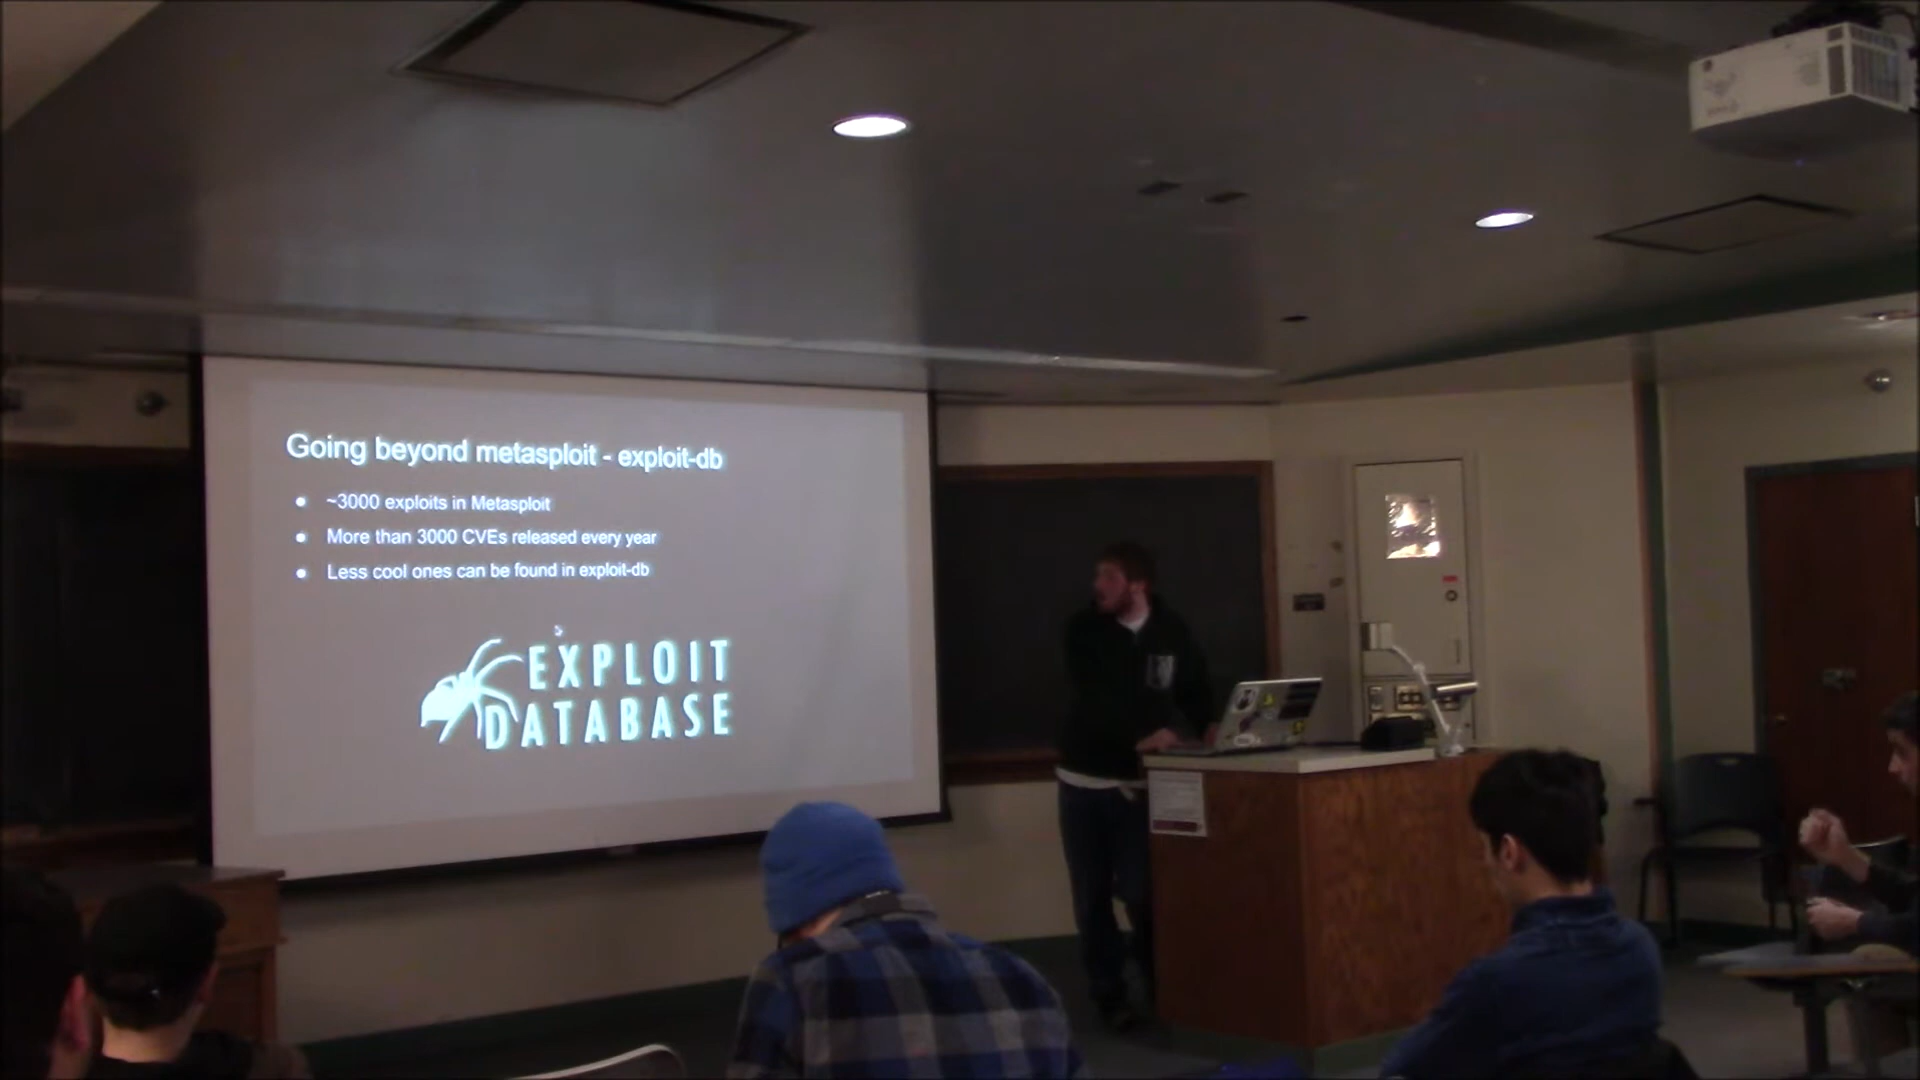 Going beyond metasploit - exploit-db
● ~3000 exploits in Metasploit
● More than 3000 CVEs released every year
● Less cool ones can be found in exploit-db
EXPLOIT
DATABASE